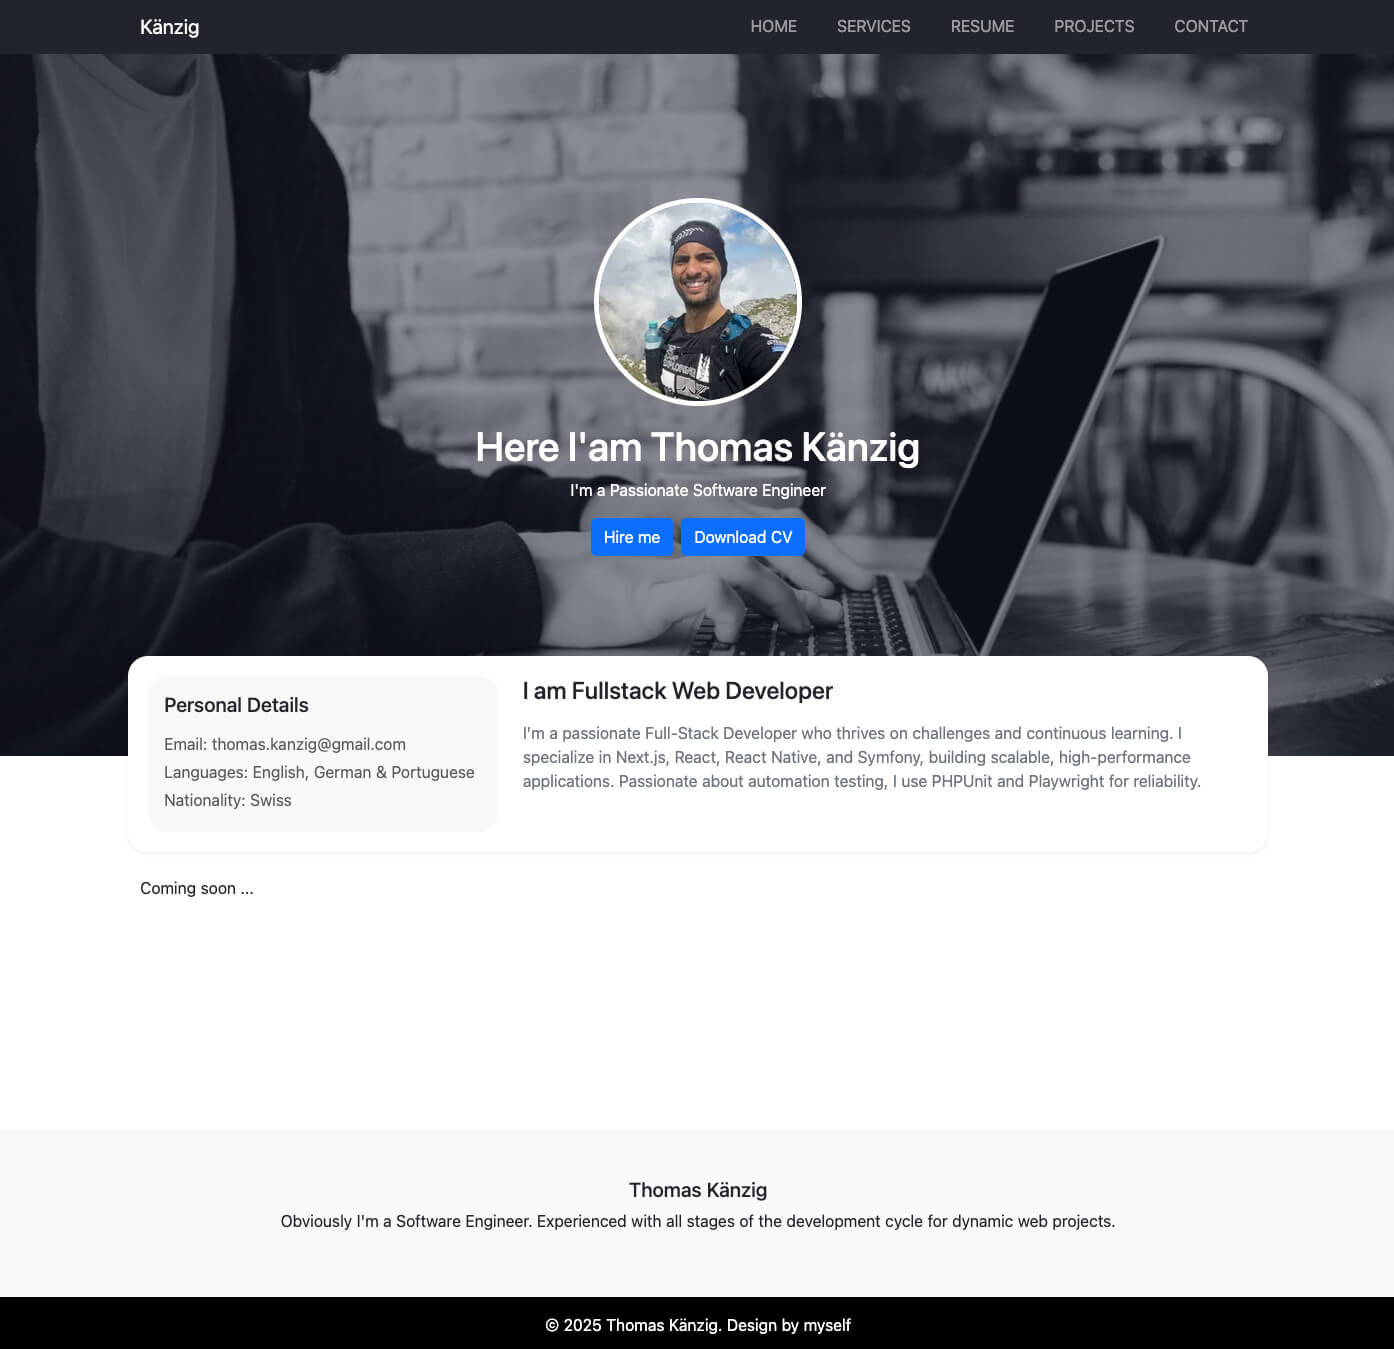 Känzig
HOME SERVICES RESUME PROJECTS CONTACT
Here I'am Thomas Känzig
I'm a Passionate Software Engineer
Hire me Download CV
Personal Details
Email: thomas.kanzig@gmail.com
Languages: English, German & Portuguese
Nationality: Swiss
I am Fullstack Web Developer
I'm a passionate Full-Stack Developer who thrives on challenges and continuous learning. I
specialize in Next.js, React, React Native, and Symfony, building scalable, high-performance
applications. Passionate about automation testing, I use PHPUnit and Playwright for reliability.
Coming soon ...
Thomas Känzig
Obviously I'm a Software Engineer. Experienced with all stages of the development cycle for dynamic web projects.
© 2025 Thomas Känzig. Design by myself